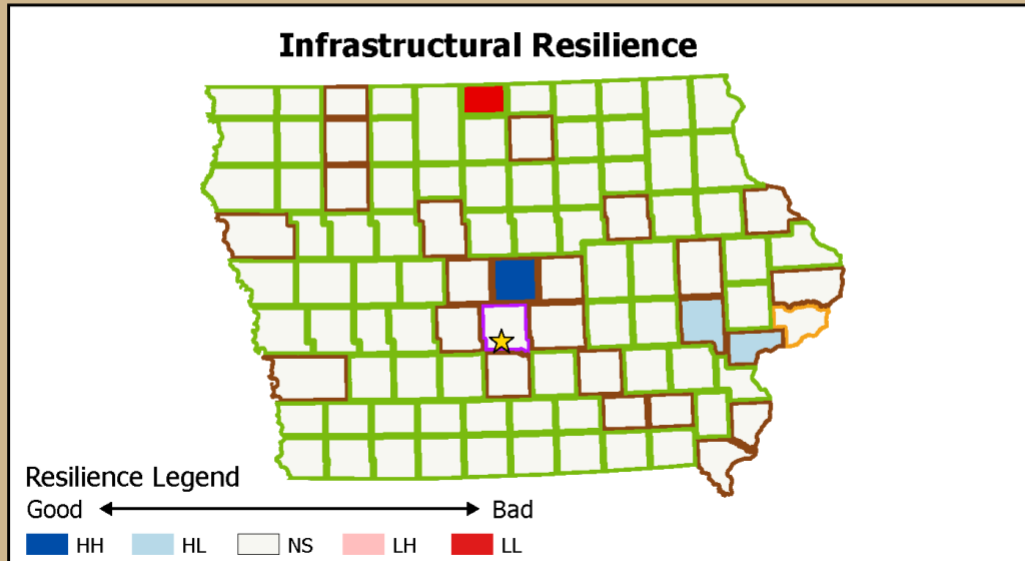 Infrastructural Resilience
Resilience Legend
Good Bad
HH HL NS LH LL